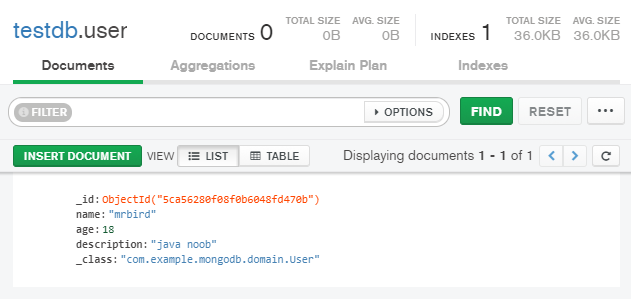 testdb.user
DOCUMENTS 0 TOTAL SIZE 0B AVG. SIZE 0B INDEXES 1 TOTAL SIZE 36.0KB AVG. SIZE 36.0KB
Documents Aggregations Explain Plan Indexes
FILTER OPTIONS FIND RESET ...
INSERT DOCUMENT VIEW LIST TABLE Displaying documents 1 - 1 of 1 < > C
_id:ObjectId("5ca56280f08f0b6048fd470b")
name:"mrbird"
age:18
description:"java noob"
_class:"com.example.mongodb.domain.User"